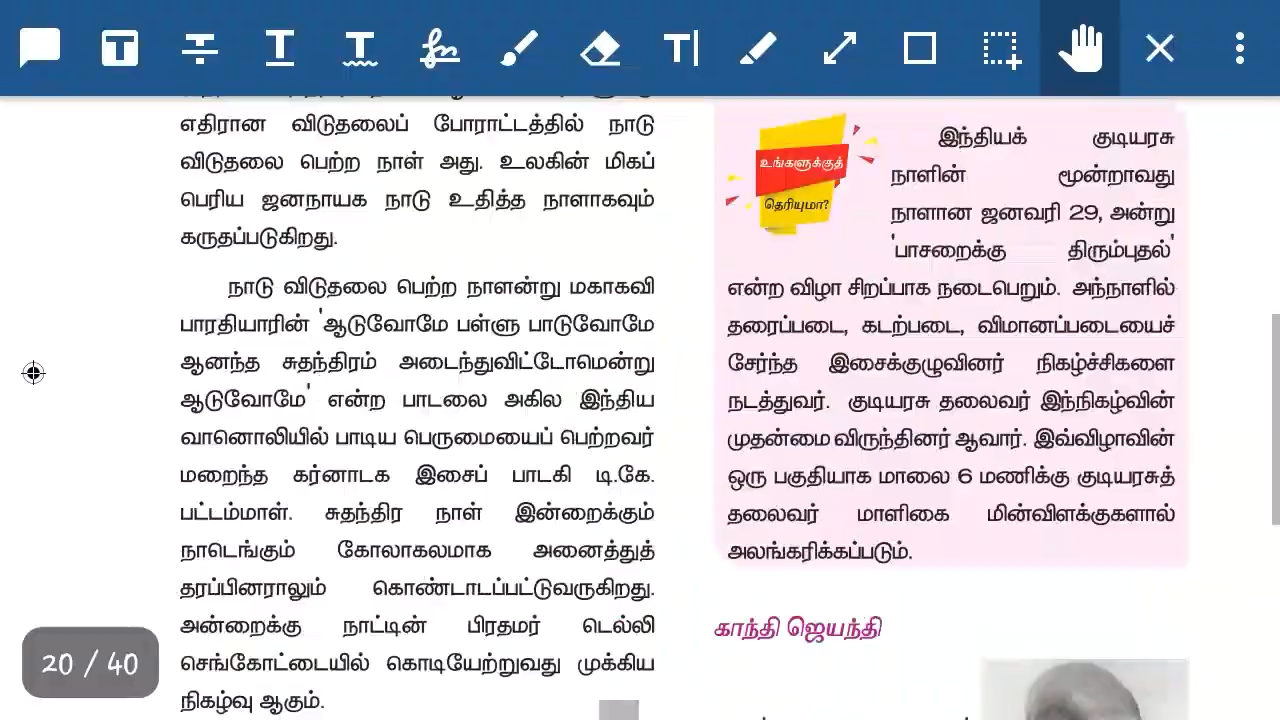 எதிரான விடுதலைப் போராட்டத்தில் நாடு
விடுதலை பெற்ற நாள் அது. உலகின் மிகப்
பெரிய ஜனநாயக நாடு உதித்த நாளாகவும்
கருதப்படுகிறது.
நாடு விடுதலை பெற்ற நாளன்று மகாகவி
பாரதியாரின் 'ஆடுவோமே பள்ளு பாடுவோமே
ஆனந்த சுதந்திரம் அடைந்துவிட்டோமென்று
ஆடுவோமே' என்ற பாடலை அகில இந்திய
வானொலியில் பாடிய பெருமையைப் பெற்றவர்
மறைந்த கர்னாடக இசைப் பாடகி டி.கே.
பட்டம்மாள். சுதந்திர நாள் இன்றைக்கும்
நாடெங்கும் கோலாகலமாக அனைத்துத்
தரப்பினராலும் கொண்டாடப்பட்டுவருகிறது.
அன்றைக்கு நாட்டின் பிரதமர் டெல்லி
செங்கோட்டையில் கொடியேற்றுவது முக்கிய
நிகழ்வு ஆகும்.
20 / 40
உங்களுக்குத்
தெரியுமா?
இந்தியக் குடியரசு
நாளின் மூன்றாவது
நாளான ஜனவரி 29, அன்று
'பாசறைக்கு திரும்புதல்'
என்ற விழா சிறப்பாக நடைபெறும். அந்நாளில்
தரைப்படை, கடற்படை, விமானப்படையைச்
சேர்ந்த இசைக்குழுவினர் நிகழ்ச்சிகளை
நடத்துவர். குடியரசு தலைவர் இந்நிகழ்வின்
முதன்மை விருந்தினர் ஆவார். இவ்விழாவின்
ஒரு பகுதியாக மாலை 6 மணிக்கு குடியரசுத்
தலைவர் மாளிகை மின்விளக்குகளால்
அலங்கரிக்கப்படும்.
காந்தி ஜெயந்தி